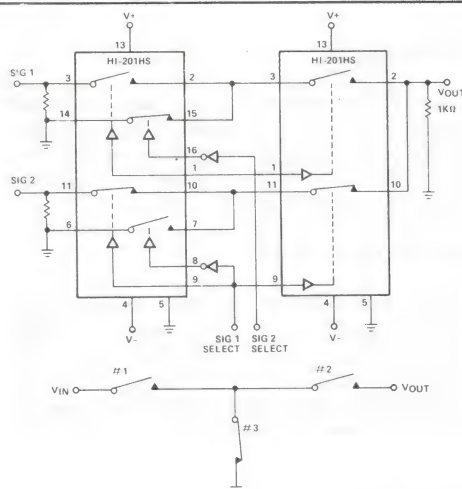 V+ V+
13 13
HI-201HS HI-201HS
SIG 1 3 2 3 2 VOUT
14 15 1KΩ
16
1 1
SIG 2 11 10 11 10
6 7
8
9 9
4 5 4 5
V- SIG 1 SELECT SIG 2 SELECT V-
#1 #2
VIN VOUT
#3